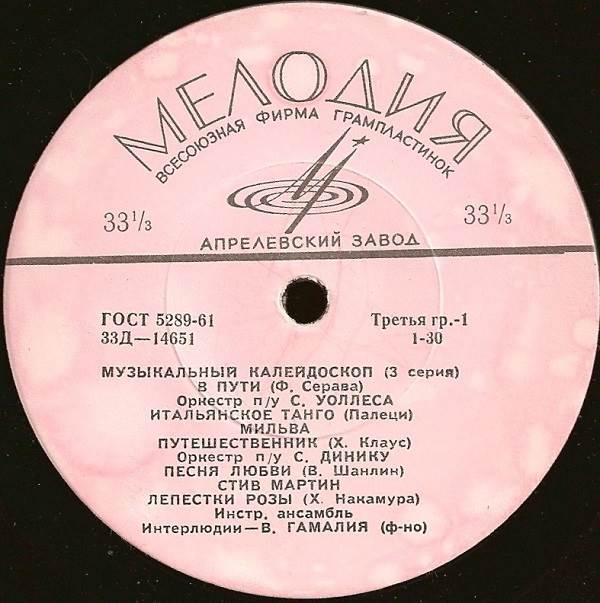 МЕЛОДИЯ
ВСЕСОЮЗНАЯ ФИРМА ГРАМПЛАСТИНОК
33 1/3 33 1/3
АПРЕЛЕВСКИЙ ЗАВОД
ГОСТ 5289-61 Третья гр.-1
33Д—14651 1-30
МУЗЫКАЛЬНЫЙ КАЛЕЙДОСКОП (3 серия)
В ПУТИ (Ф. Серава)
Оркестр п/у С. УОЛЛЕСА
ИТАЛЬЯНСКОЕ ТАНГО (Палеци)
МИЛЬВА
ПУТЕШЕСТВЕННИК (Х. Клаус)
Оркестр п/у С. ДИНИКУ
ПЕСНЯ ЛЮБВИ (В. Шанлин)
СТИВ МАРТИН
ЛЕПЕСТКИ РОЗЫ (Х. Накамура)
Инстр. ансамбль
Интерлюдии—В. ГАМАЛИЯ (ф-но)